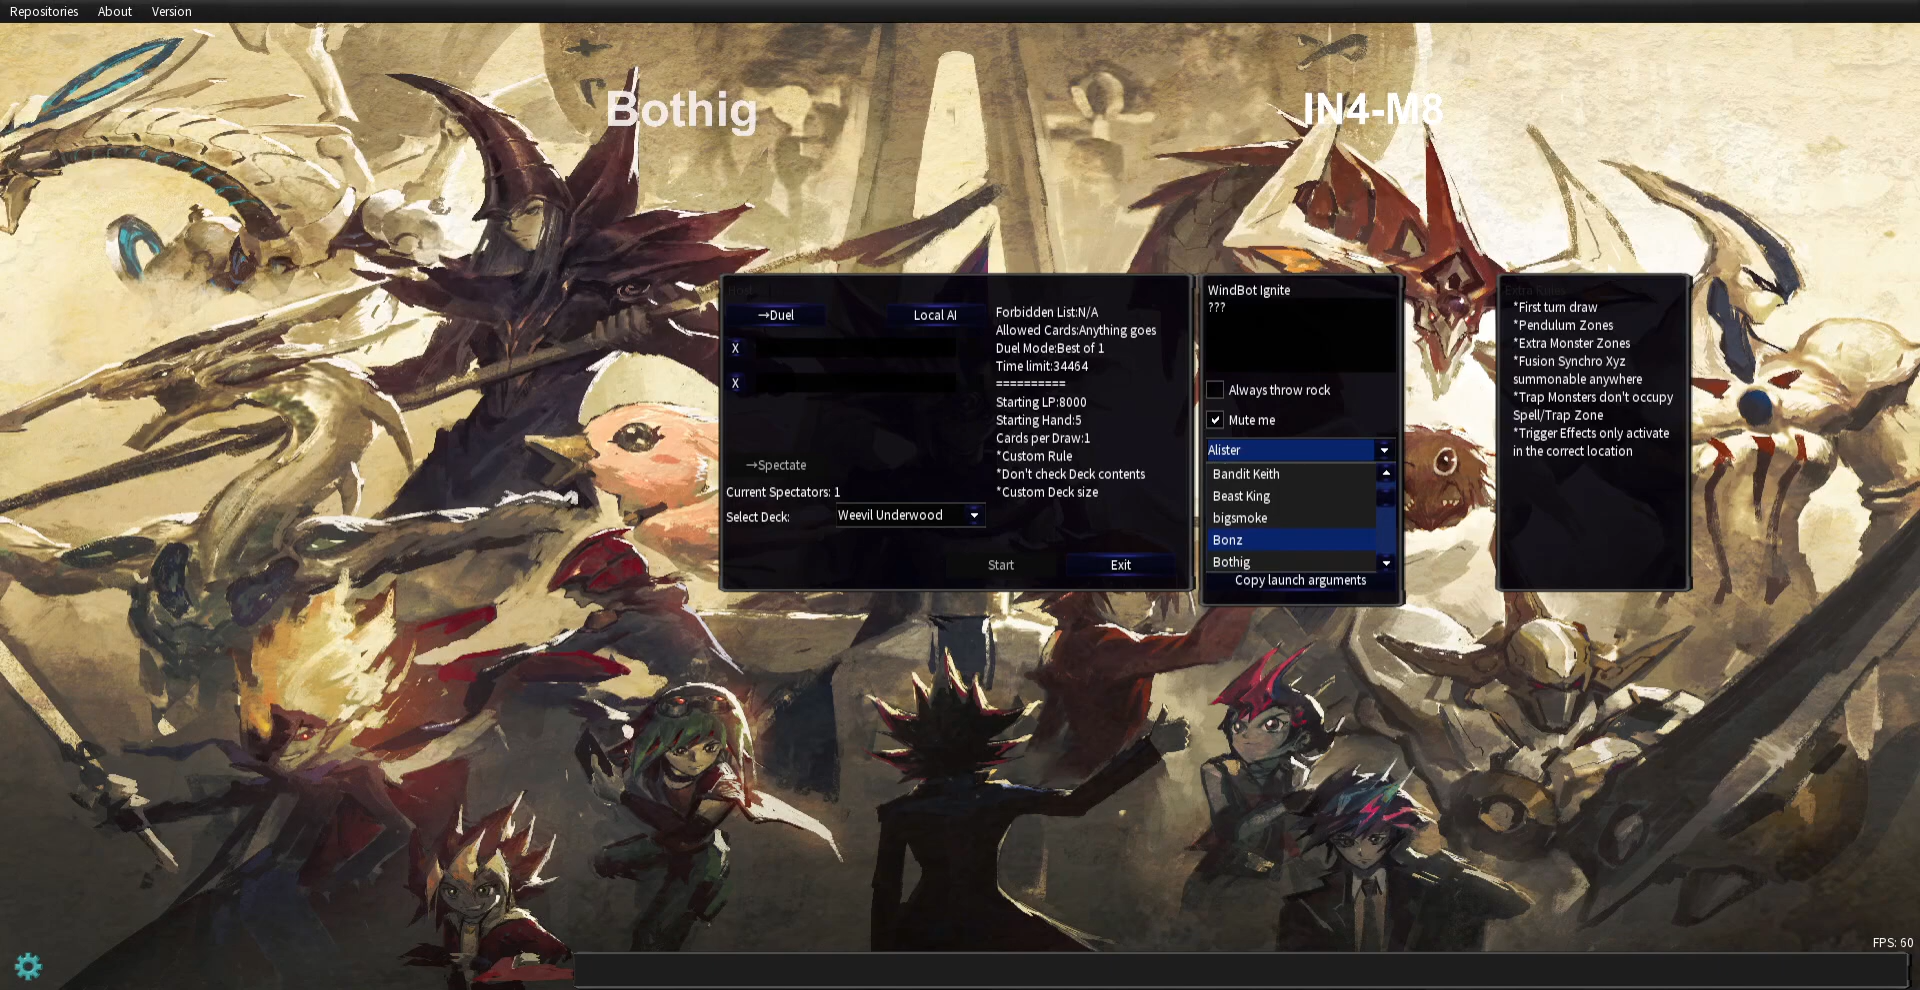 Repositories About Version
Bothig
IN4-M8
Host
→Duel
Local AI
X
X
→Spectate
Current Spectators: 1
Select Deck:
Weevil Underwood
Start
Exit
Forbidden List:N/A
Allowed Cards:Anything goes
Duel Mode:Best of 1
Time limit:34464
==========
Starting LP:8000
Starting Hand:5
Cards per Draw:1
*Custom Rule
*Don't check Deck contents
*Custom Deck size
WindBot Ignite
???
Always throw rock
Mute me
Alister
Bandit Keith
Beast King
bigsmoke
Bonz
Bothig
Copy launch arguments
Extra Rules
*First turn draw
*Pendulum Zones
*Extra Monster Zones
*Fusion Synchro Xyz
summonable anywhere
*Trap Monsters don't occupy
Spell/Trap Zone
*Trigger Effects only activate
in the correct location
FPS: 60